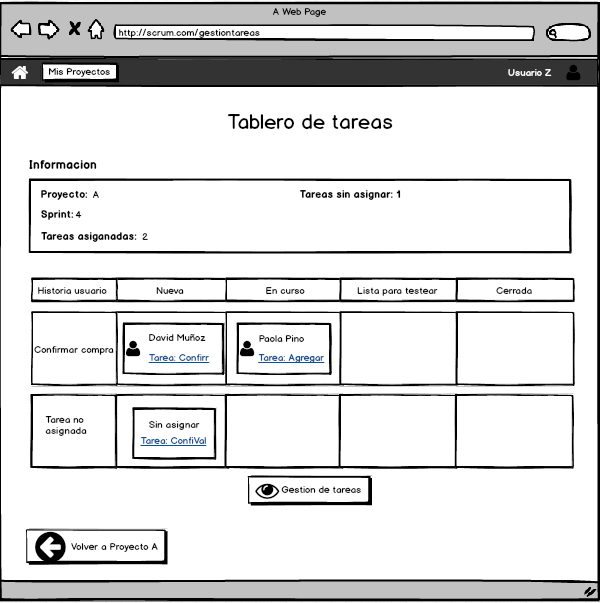 A Web Page
http://scrum.com/gestiontareas
Mis Proyectos
Usuario Z
Tablero de tareas
Informacion
Proyecto: A
Tareas sin asignar: 1
Sprint: 4
Tareas asiganadas: 2
Historia usuario
Nueva
En curso
Lista para testear
Cerrada
Confirmar compra
David Muñoz
Tarea: Confirr
Paola Pino
Tarea: Agregar
Tarea no
asignada
Sin asignar
Tarea: ConfiVal
Gestion de tareas
Volver a Proyecto A